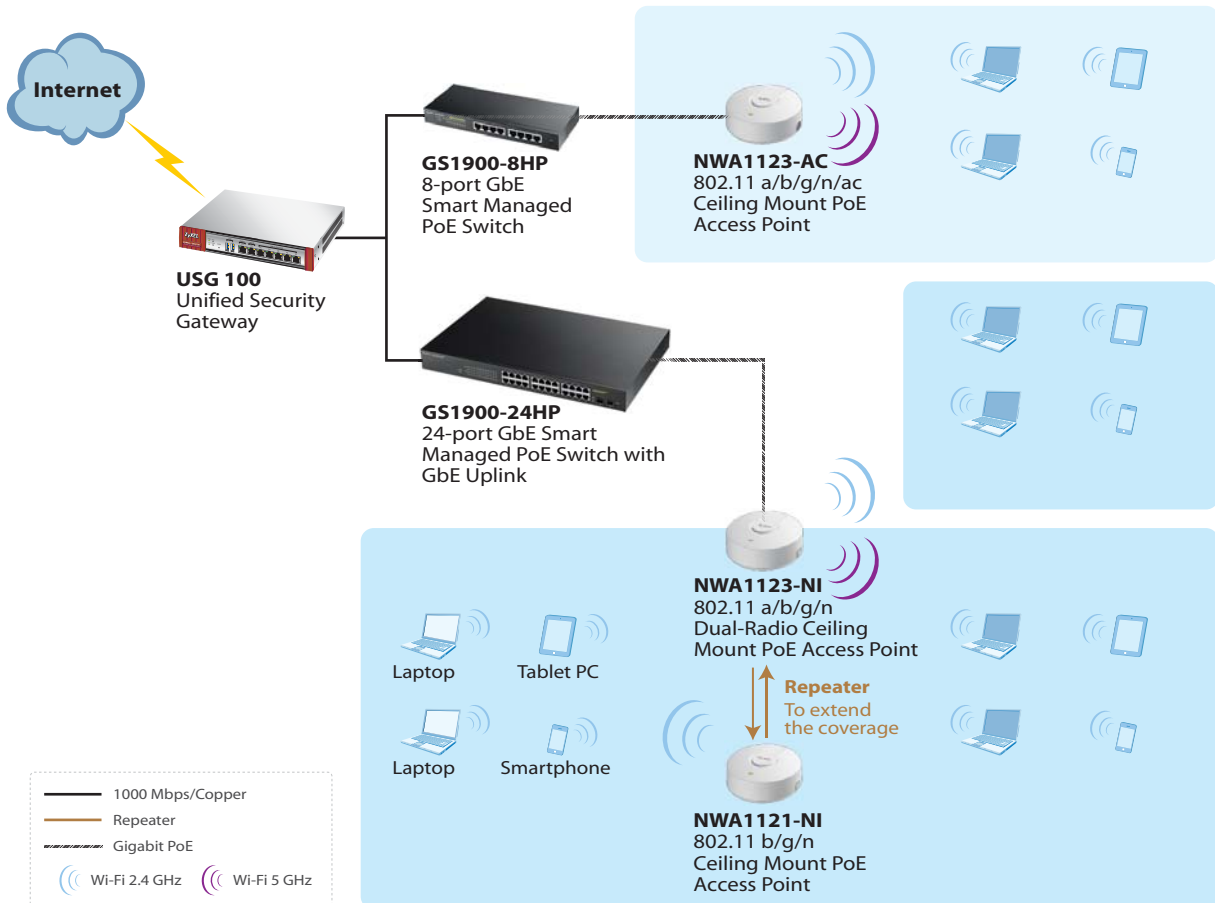 Internet
USG 100
Unified Security
Gateway
GS1900-8HP
8-port GbE
Smart Managed
PoE Switch
NWA1123-AC
802.11 a/b/g/n/ac
Ceiling Mount PoE
Access Point
GS1900-24HP
24-port GbE Smart
Managed PoE Switch with
GbE Uplink
NWA1123-NI
802.11 a/b/g/n
Dual-Radio Ceiling
Mount PoE Access Point
Laptop
Tablet PC
Laptop
Smartphone
Repeater
To extend
the coverage
NWA1121-NI
802.11 b/g/n
Ceiling Mount PoE
Access Point
1000 Mbps/Copper
Repeater
Gigabit PoE
Wi-Fi 2.4 GHz
Wi-Fi 5 GHz